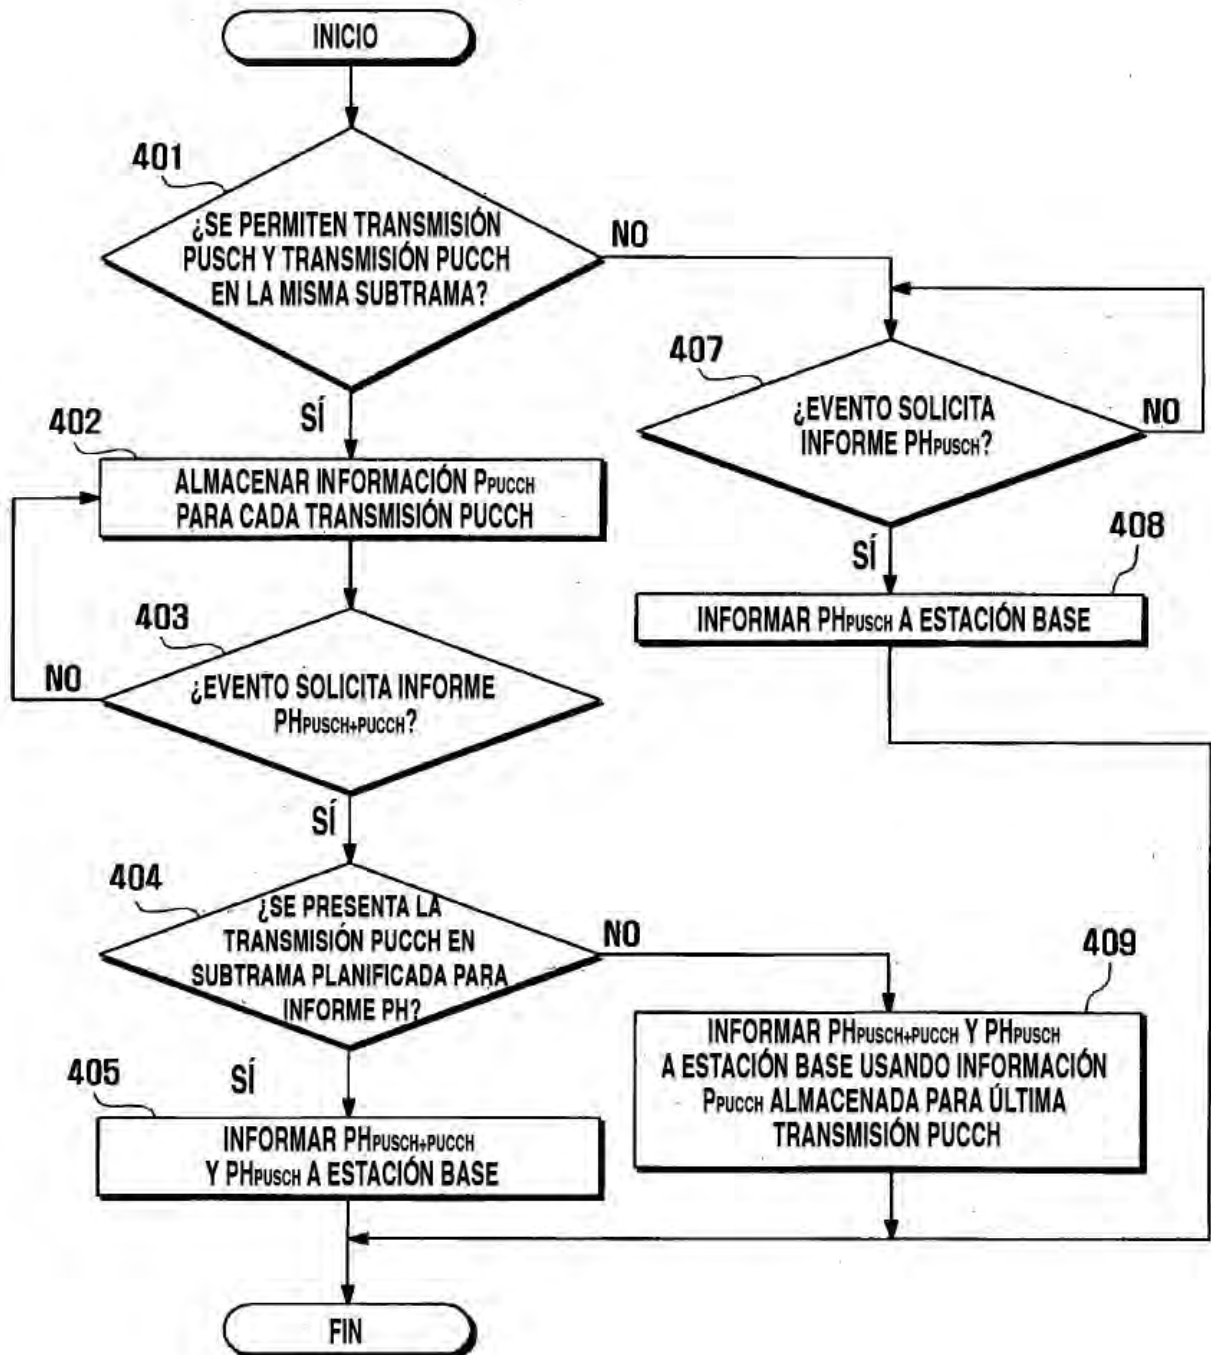 INICIO
401
¿SE PERMITEN TRANSMISIÓN
PUSCH Y TRANSMISIÓN PUCCH
EN LA MISMA SUBTRAMA?
NO
SÍ
407
¿EVENTO SOLICITA
INFORME PHPUSCH?
NO
SÍ
402
ALMACENAR INFORMACIÓN PPUCCH
PARA CADA TRANSMISIÓN PUCCH
408
INFORMAR PHPUSCH A ESTACIÓN BASE
403
¿EVENTO SOLICITA INFORME
PHPUSCH+PUCCH?
NO
SÍ
404
¿SE PRESENTA LA
TRANSMISIÓN PUCCH EN
SUBTRAMA PLANIFICADA PARA
INFORME PH?
NO
SÍ
409
INFORMAR PHPUSCH+PUCCH Y PHPUSCH
A ESTACIÓN BASE USANDO INFORMACIÓN
PPUCCH ALMACENADA PARA ÚLTIMA
TRANSMISIÓN PUCCH
405
INFORMAR PHPUSCH+PUCCH
Y PHPUSCH A ESTACIÓN BASE
FIN